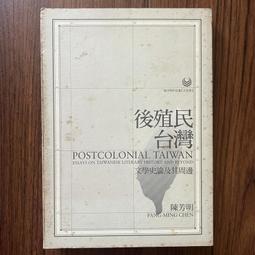 後殖民
台灣
POSTCOLONIAL TAIWAN
ESSAYS ON TAIWANESE LITERARY HISTORY AND BEYOND
文學史論及其周邊
陳芳明
FANG-MING CHEN